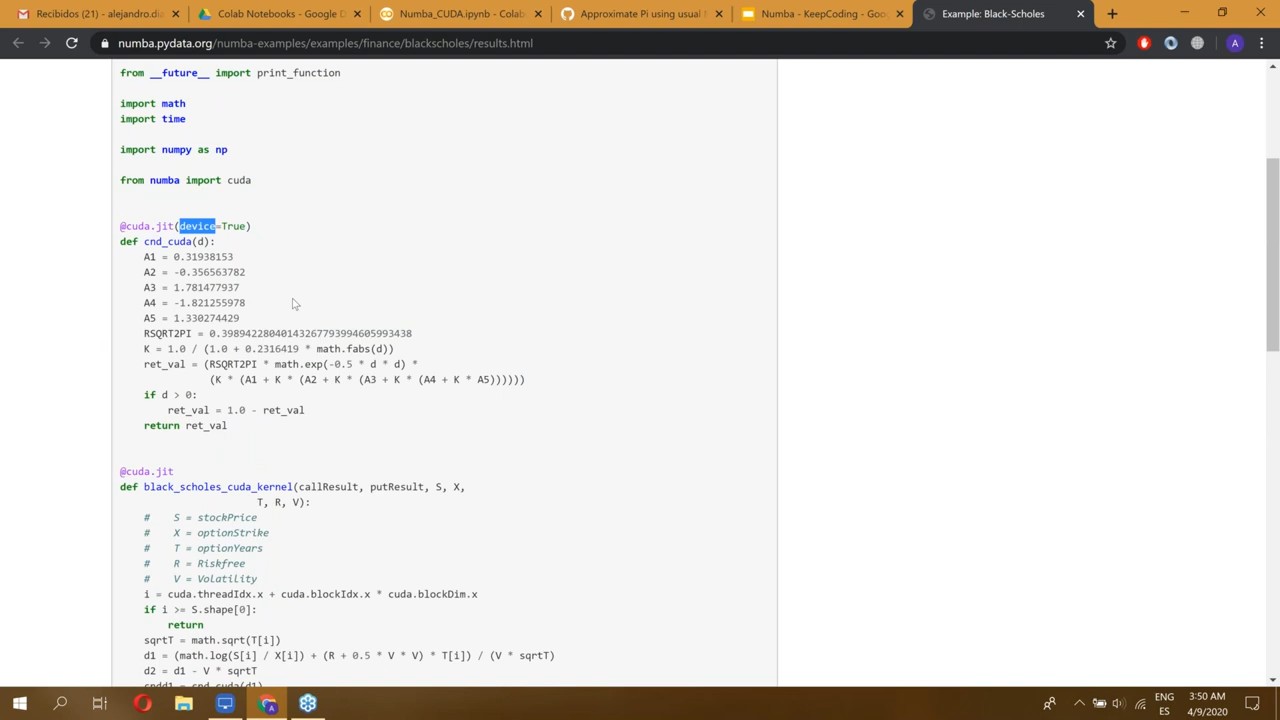 Recibidos (21) - alejandro.dia
Colab Notebooks - Google D
Numba_CUDA.ipynb - Colab
Approximate Pi using usual
Numba - KeepCoding - Goo
Example: Black-Scholes
numba.pydata.org/numba-examples/examples/finance/blackscholes/results.html
A
from __future__ import print_function
import math
import time
import numpy as np
from numba import cuda
@cuda.jit(device=True)
def cnd_cuda(d):
    A1 = 0.31938153
    A2 = -0.356563782
    A3 = 1.781477937
    A4 = -1.821255978
    A5 = 1.330274429
    RSQRT2PI = 0.39894228040143267793994605993438
    K = 1.0 / (1.0 + 0.2316419 * math.fabs(d))
    ret_val = (RSQRT2PI * math.exp(-0.5 * d * d) *
               (K * (A1 + K * (A2 + K * (A3 + K * (A4 + K * A5))))))
    if d > 0:
        ret_val = 1.0 - ret_val
    return ret_val
@cuda.jit
def black_scholes_cuda_kernel(callResult, putResult, S, X,
                       T, R, V):
    #    S = stockPrice
    #    X = optionStrike
    #    T = optionYears
    #    R = Riskfree
    #    V = Volatility
    i = cuda.threadIdx.x + cuda.blockIdx.x * cuda.blockDim.x
    if i >= S.shape[0]:
        return
    sqrtT = math.sqrt(T[i])
    d1 = (math.log(S[i] / X[i]) + (R + 0.5 * V * V) * T[i]) / (V * sqrtT)
    d2 = d1 - V * sqrtT
    cndd1 = cnd_cuda(d1)
ENG
ES
3:50 AM
4/9/2020